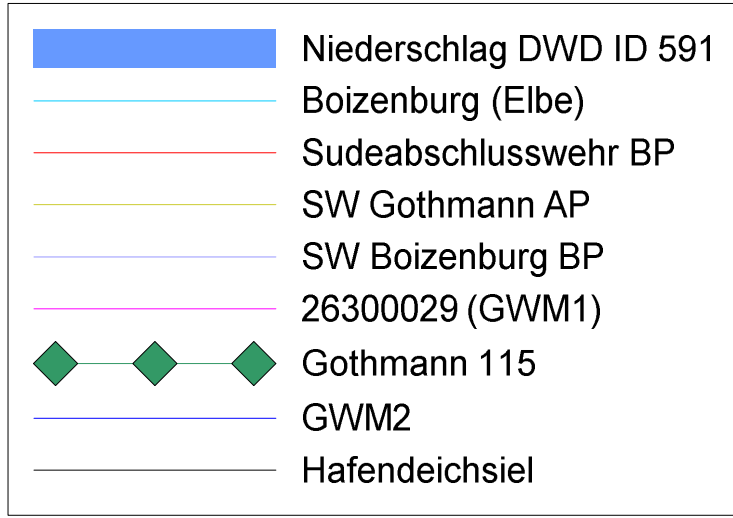 Niederschlag DWD ID 591
Boizenburg (Elbe)
Sudeabschlusswehr BP
SW Gothmann AP
SW Boizenburg BP
26300029 (GWM1)
Gothmann 115
GWM2
Hafendeichsiel